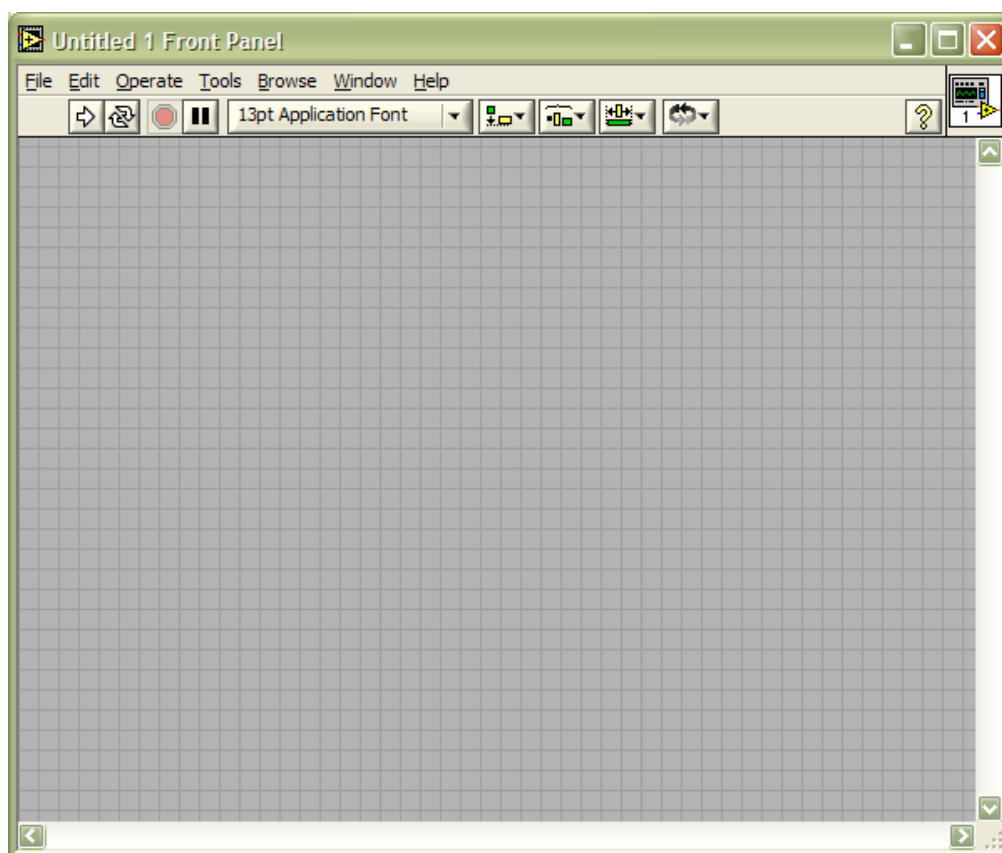 Untitled 1 Front Panel
File Edit Operate Tools Browse Window Help
13pt Application Font
?
1